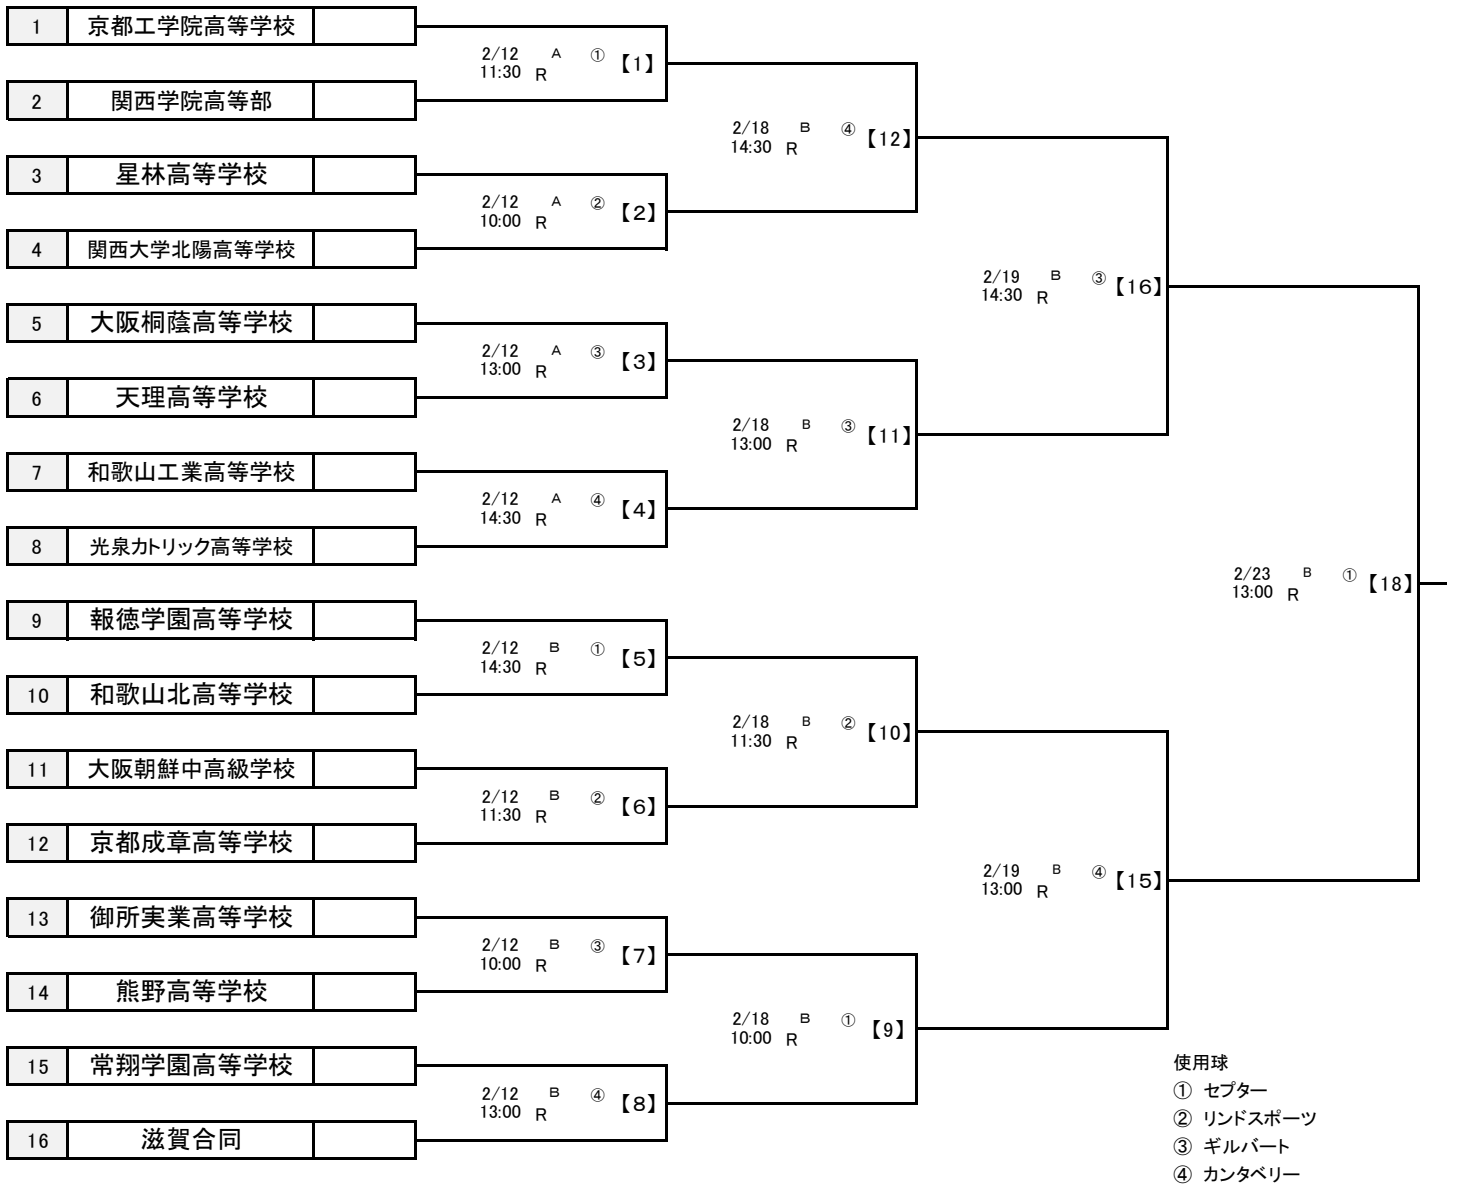 1 京都工学院高等学校
2/12 A ① 【1】
11:30 R
2 関西学院高等部
2/18 B ④ 【12】
14:30 R
3 星林高等学校
2/12 A ② 【2】
10:00 R
4 関西大学北陽高等学校
2/19 B ③ 【16】
14:30 R
5 大阪桐蔭高等学校
2/12 A ③ 【3】
13:00 R
6 天理高等学校
2/18 B ③ 【11】
13:00 R
7 和歌山工業高等学校
2/12 A ④ 【4】
14:30 R
8 光泉カトリック高等学校
2/23 B ① 【18】
13:00 R
9 報徳学園高等学校
2/12 B ① 【5】
14:30 R
10 和歌山北高等学校
2/18 B ② 【10】
11:30 R
11 大阪朝鮮中高級学校
2/12 B ② 【6】
11:30 R
12 京都成章高等学校
2/19 B ④ 【15】
13:00 R
13 御所実業高等学校
2/12 B ③ 【7】
10:00 R
14 熊野高等学校
2/18 B ① 【9】
10:00 R
15 常翔学園高等学校
2/12 B ④ 【8】
13:00 R
16 滋賀合同
使用球
① セプター
② リンドスポーツ
③ ギルバート
④ カンタベリー